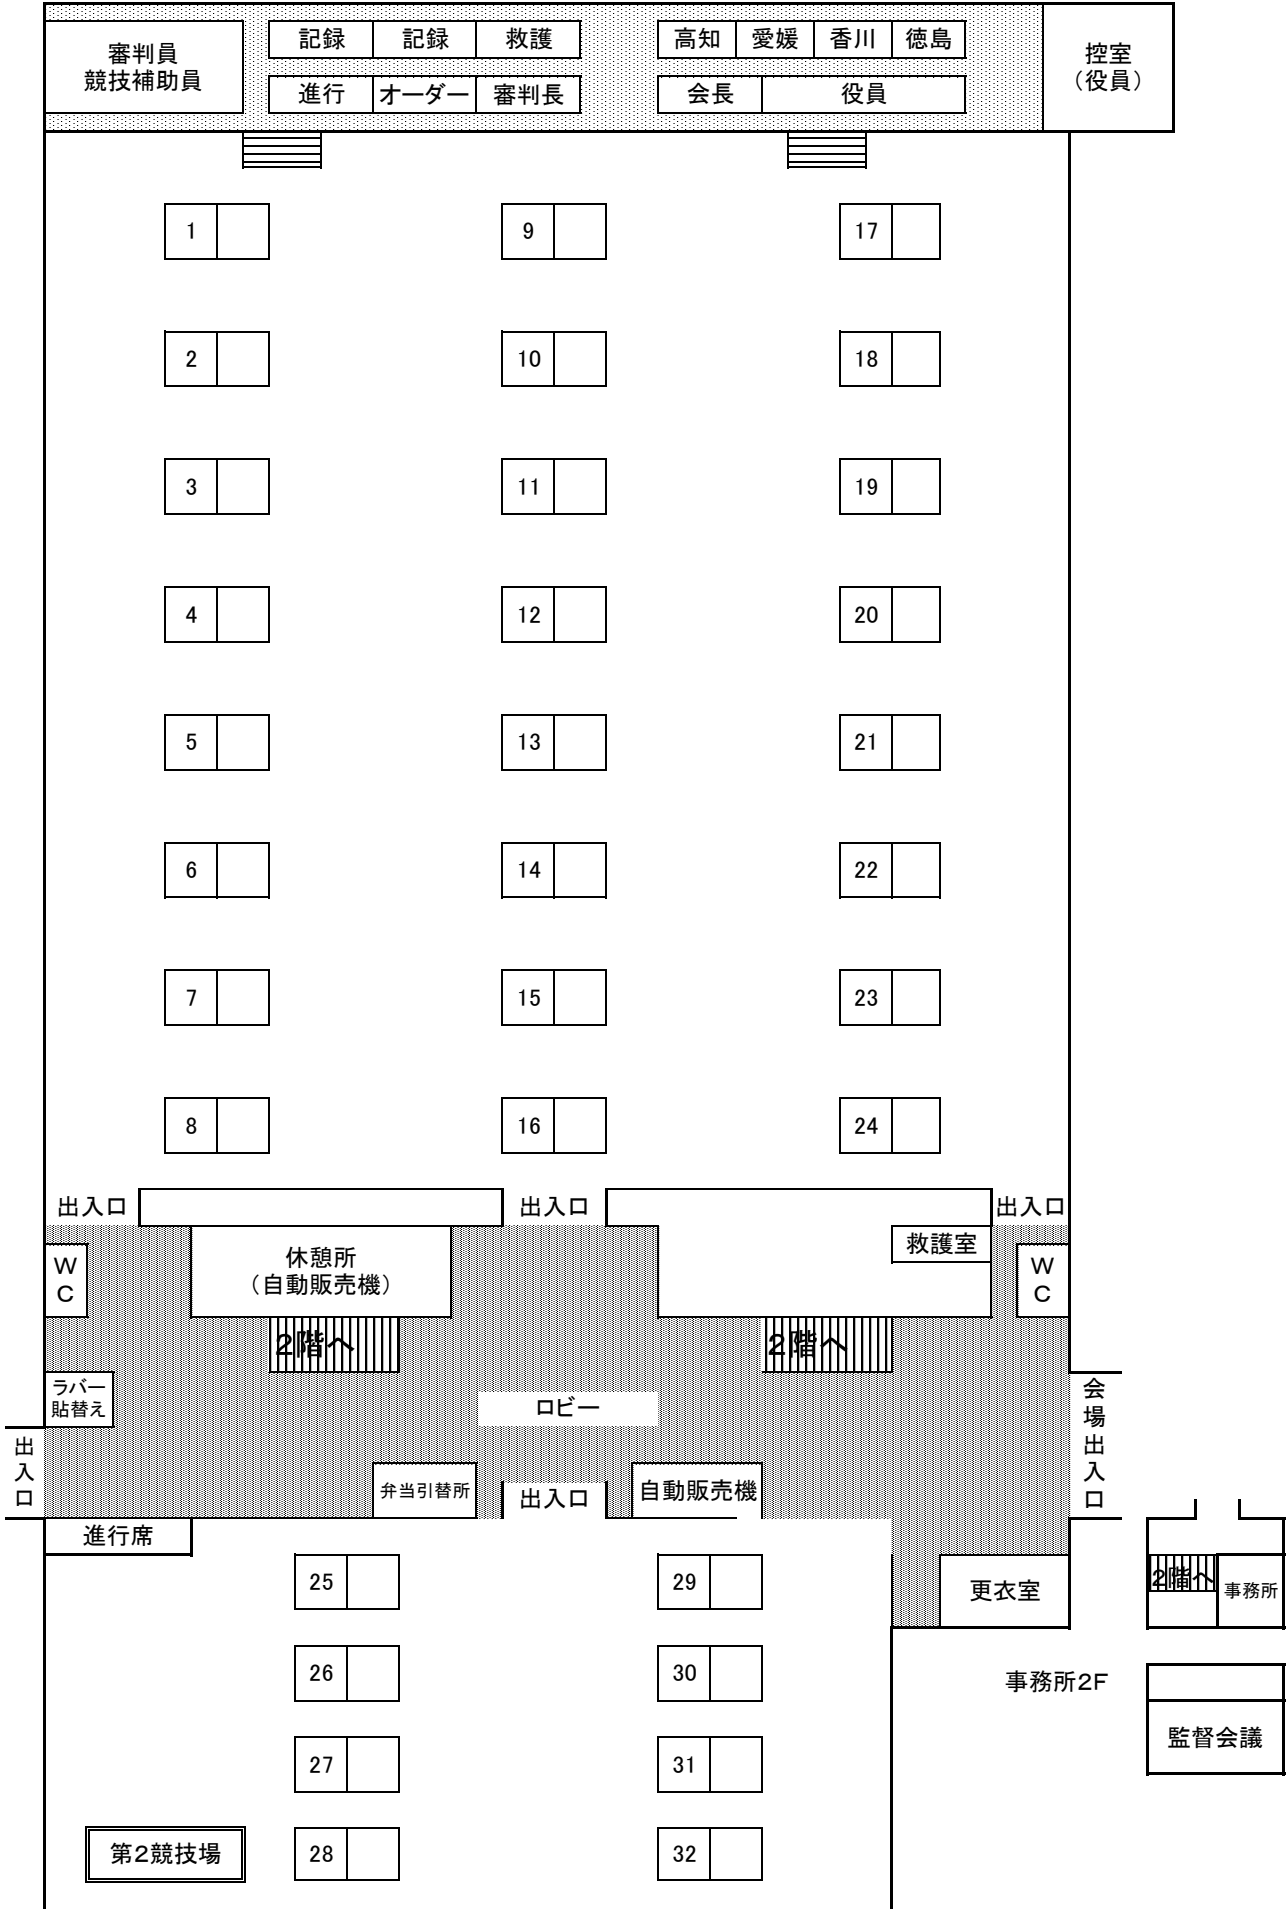 審判員
競技補助員
記録 記録 救護
高知 愛媛 香川 徳島
控室
（役員）
進行 オーダー 審判長
会長 役員
1 9 17
2 10 18
3 11 19
4 12 20
5 13 21
6 14 22
7 15 23
8 16 24
出入口 出入口 出入口
WC
休憩所
（自動販売機）
救護室
WC
2階へ 2階へ
ラバー
貼替え
ロビー
会場出入口
出入口
弁当引替所
出入口
自動販売機
進行席
25 29
更衣室
2階へ
事務所
26 30
事務所2F
監督会議
27 31
第2競技場
28 32